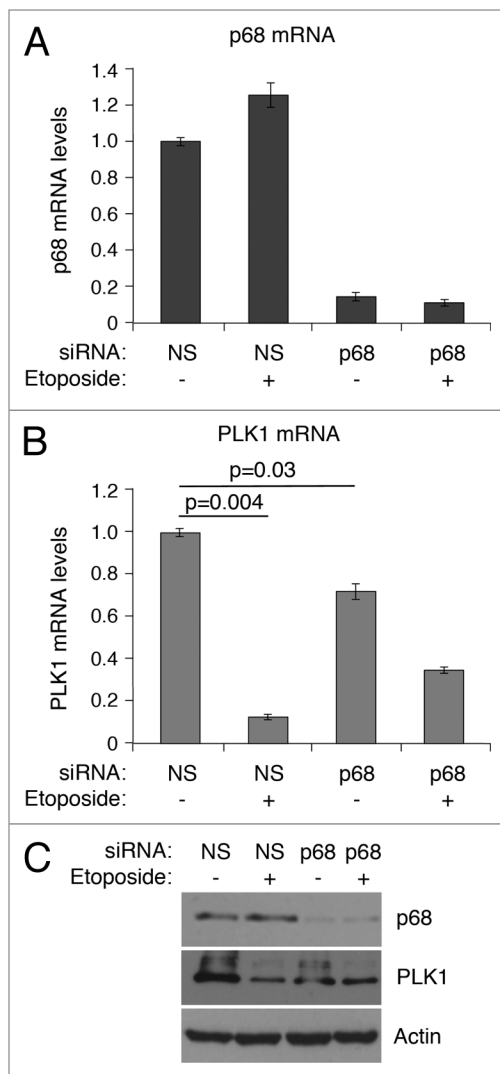 A
p68 mRNA
p68 mRNA levels
1.4
1.2
1.0
0.8
0.6
0.4
0.2
0
siRNA: NS NS p68 p68
Etoposide: - + - +
B
PLK1 mRNA
p=0.03
p=0.004
PLK1 mRNA levels
1.2
1.0
0.8
0.6
0.4
0.2
0
siRNA: NS NS p68 p68
Etoposide: - + - +
C
siRNA: NS NS p68 p68
Etoposide: - + - +
p68
PLK1
Actin